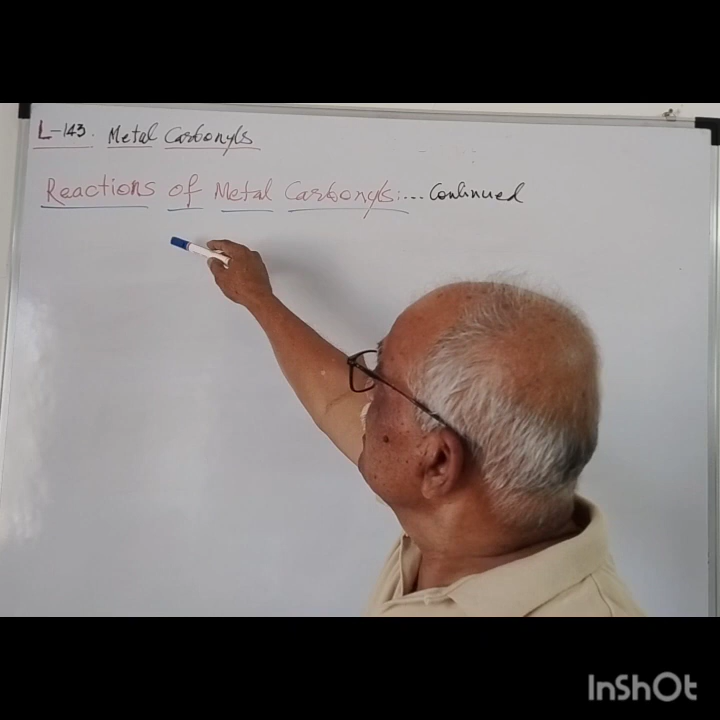 L-143. Metal Carbonyls
Reactions of Metal Carbonyls:... Continued
InShOt